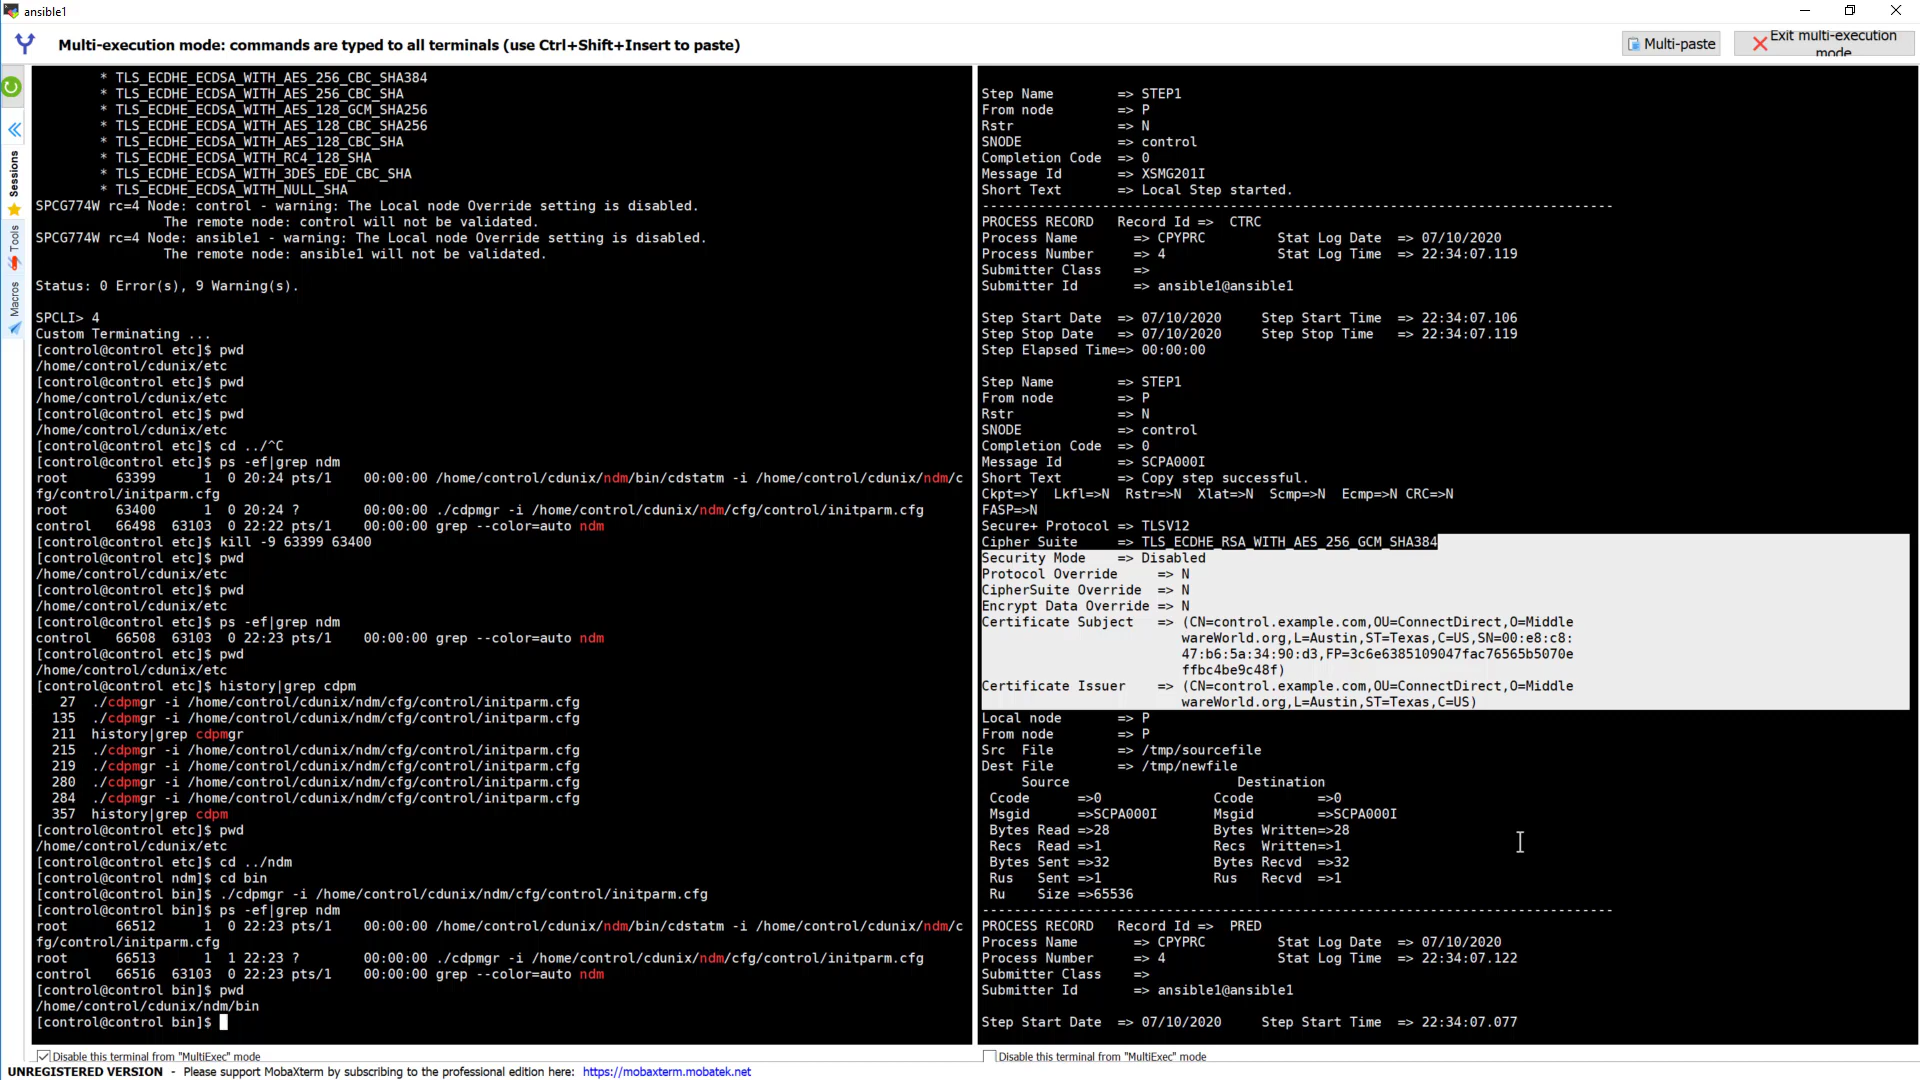 ansible1
Multi-execution mode: commands are typed to all terminals (use Ctrl+Shift+Insert to paste)
Multi-paste
Exit multi-execution
mode
Sessions
Tools
Macros
* TLS_ECDHE_ECDSA_WITH_AES_256_CBC_SHA384
* TLS_ECDHE_ECDSA_WITH_AES_256_CBC_SHA
* TLS_ECDHE_ECDSA_WITH_AES_128_GCM_SHA256
* TLS_ECDHE_ECDSA_WITH_AES_128_CBC_SHA256
* TLS_ECDHE_ECDSA_WITH_AES_128_CBC_SHA
* TLS_ECDHE_ECDSA_WITH_RC4_128_SHA
* TLS_ECDHE_ECDSA_WITH_3DES_EDE_CBC_SHA
* TLS_ECDHE_ECDSA_WITH_NULL_SHA
SPCG774W rc=4 Node: control - warning: The Local node Override setting is disabled.
The remote node: control will not be validated.
SPCG774W rc=4 Node: ansible1 - warning: The Local node Override setting is disabled.
The remote node: ansible1 will not be validated.
Status: 0 Error(s), 9 Warning(s).
SPCLI> 4
Custom Terminating ...
[control@control etc]$ pwd
/home/control/cdunix/etc
[control@control etc]$ pwd
/home/control/cdunix/etc
[control@control etc]$ pwd
/home/control/cdunix/etc
[control@control etc]$ cd ../^C
[control@control etc]$ ps -ef|grep ndm
root     63399     1  0 20:24 pts/1    00:00:00 /home/control/cdunix/ndm/bin/cdstatm -i /home/control/cdunix/ndm/c
fg/control/initparm.cfg
root     63400     1  0 20:24 ?        00:00:00 ./cdpmgr -i /home/control/cdunix/ndm/cfg/control/initparm.cfg
control  66498 63103  0 22:22 pts/1    00:00:00 grep --color=auto ndm
[control@control etc]$ kill -9 63399 63400
[control@control etc]$ pwd
/home/control/cdunix/etc
[control@control etc]$ pwd
/home/control/cdunix/etc
[control@control etc]$ ps -ef|grep ndm
control  66508 63103  0 22:23 pts/1    00:00:00 grep --color=auto ndm
[control@control etc]$ pwd
/home/control/cdunix/etc
[control@control etc]$ history|grep cdpm
27  ./cdpmgr -i /home/control/cdunix/ndm/cfg/control/initparm.cfg
135  ./cdpmgr -i /home/control/cdunix/ndm/cfg/control/initparm.cfg
211  history|grep cdpmgr
215  ./cdpmgr -i /home/control/cdunix/ndm/cfg/control/initparm.cfg
219  ./cdpmgr -i /home/control/cdunix/ndm/cfg/control/initparm.cfg
280  ./cdpmgr -i /home/control/cdunix/ndm/cfg/control/initparm.cfg
284  ./cdpmgr -i /home/control/cdunix/ndm/cfg/control/initparm.cfg
357  history|grep cdpm
[control@control etc]$ pwd
/home/control/cdunix/etc
[control@control etc]$ cd ../ndm
[control@control ndm]$ cd bin
[control@control bin]$ ./cdpmgr -i /home/control/cdunix/ndm/cfg/control/initparm.cfg
[control@control bin]$ ps -ef|grep ndm
root     66512     1  0 22:23 pts/1    00:00:00 /home/control/cdunix/ndm/bin/cdstatm -i /home/control/cdunix/ndm/c
fg/control/initparm.cfg
root     66513     1  1 22:23 ?        00:00:00 ./cdpmgr -i /home/control/cdunix/ndm/cfg/control/initparm.cfg
control  66516 63103  0 22:23 pts/1    00:00:00 grep --color=auto ndm
[control@control bin]$ pwd
/home/control/cdunix/ndm/bin
[control@control bin]$
Disable this terminal from "MultiExec" mode
Step Name        => STEP1
From node        => P
Rstr             => N
SNODE            => control
Completion Code  => 0
Message Id       => XSMG201I
Short Text       => Local Step started.
-------------------------------------------------------------------------------
PROCESS RECORD   Record Id =>  CTRC
Process Name       => CPYPRC         Stat Log Date  => 07/10/2020
Process Number     => 4              Stat Log Time  => 22:34:07.119
Submitter Class    =>
Submitter Id       => ansible1@ansible1
Step Start Date  => 07/10/2020     Step Start Time  => 22:34:07.106
Step Stop Date   => 07/10/2020     Step Stop Time   => 22:34:07.119
Step Elapsed Time=> 00:00:00
Step Name        => STEP1
From node        => P
Rstr             => N
SNODE            => control
Completion Code  => 0
Message Id       => SCPA000I
Short Text       => Copy step successful.
Ckpt=>Y  Lkfl=>N  Rstr=>N  Xlat=>N  Scmp=>N  Ecmp=>N CRC=>N
FASP=>N
Secure+ Protocol => TLSV12
Cipher Suite     => TLS_ECDHE_RSA_WITH_AES_256_GCM_SHA384
Security Mode    => Disabled
Protocol Override     => N
CipherSuite Override  => N
Encrypt Data Override => N
Certificate Subject   => (CN=control.example.com,OU=ConnectDirect,O=Middle
wareWorld.org,L=Austin,ST=Texas,C=US,SN=00:e8:c8:
47:b6:5a:34:90:d3,FP=3c6e6385109047fac76565b5070e
ffbc4be9c48f)
Certificate Issuer    => (CN=control.example.com,OU=ConnectDirect,O=Middle
wareWorld.org,L=Austin,ST=Texas,C=US)
Local node       => P
From node        => P
Src  File        => /tmp/sourcefile
Dest File        => /tmp/newfile
Source                     Destination
Ccode       =>0              Ccode        =>0
Msgid       =>SCPA000I       Msgid        =>SCPA000I
Bytes Read =>28             Bytes Written=>28
Recs  Read =>1              Recs  Written=>1
Bytes Sent =>32             Bytes Recvd  =>32
Rus   Sent =>1              Rus   Recvd  =>1
Ru    Size =>65536
-------------------------------------------------------------------------------
PROCESS RECORD   Record Id =>  PRED
Process Name       => CPYPRC         Stat Log Date  => 07/10/2020
Process Number     => 4              Stat Log Time  => 22:34:07.122
Submitter Class    =>
Submitter Id       => ansible1@ansible1
Step Start Date  => 07/10/2020     Step Start Time  => 22:34:07.077
Disable this terminal from "MultiExec" mode
UNREGISTERED VERSION  -  Please support MobaXterm by subscribing to the professional edition here:  https://mobaxterm.mobatek.net